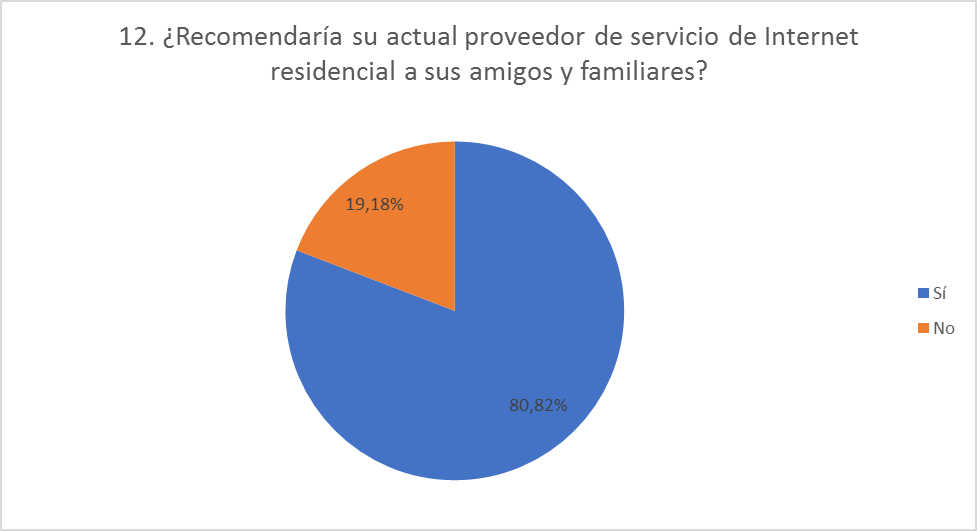 12. ¿Recomendaría su actual proveedor de servicio de Internet
residencial a sus amigos y familiares?
19,18%
80,82%
Sí
No